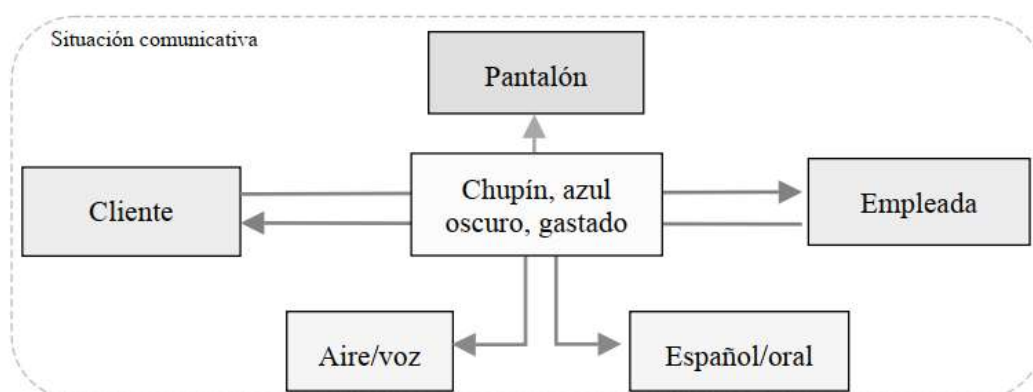 Situación comunicativa
Pantalón
Cliente
Chupín, azul
oscuro, gastado
Empleada
Aire/voz
Español/oral